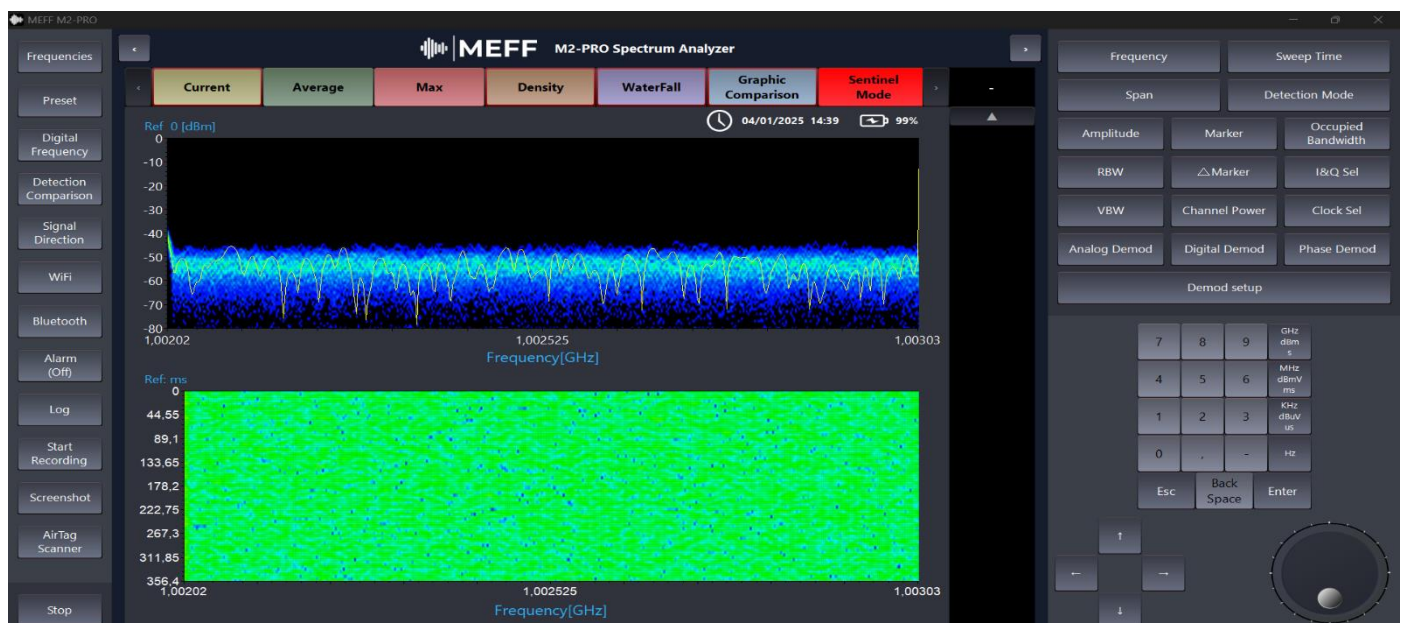 MEFF M2-PRO
Frequencies
Preset
Digital
Frequency
Detection
Comparison
Signal
Direction
WiFi
Bluetooth
Alarm
(Off)
Log
Start
Recording
Screenshot
AirTag
Scanner
Stop
MEFF M2-PRO Spectrum Analyzer
Current
Average
Max
Density
WaterFall
Graphic
Comparison
Sentinel
Mode
-
Ref 0 [dBm]
04/01/2025 14:39 99%
0
-10
-20
-30
-40
-50
-60
-70
-80
1,00202 1,002525 1,00303
Frequency[GHz]
Ref: ms
0
44,55
89,1
133,65
178,2
222,75
267,3
311,85
356,4
1,00202 1,002525 1,00303
Frequency[GHz]
Frequency
Sweep Time
Span
Detection Mode
Amplitude
Marker
Occupied
Bandwidth
RBW
△Marker
I&Q Sel
VBW
Channel Power
Clock Sel
Analog Demod
Digital Demod
Phase Demod
Demod setup
7 8 9
GHz
dBm
s
4 5 6
MHz
dBmV
ms
1 2 3
KHz
dBuV
us
0 , - Hz
Esc
Back
Space
Enter
↑
← →
↓